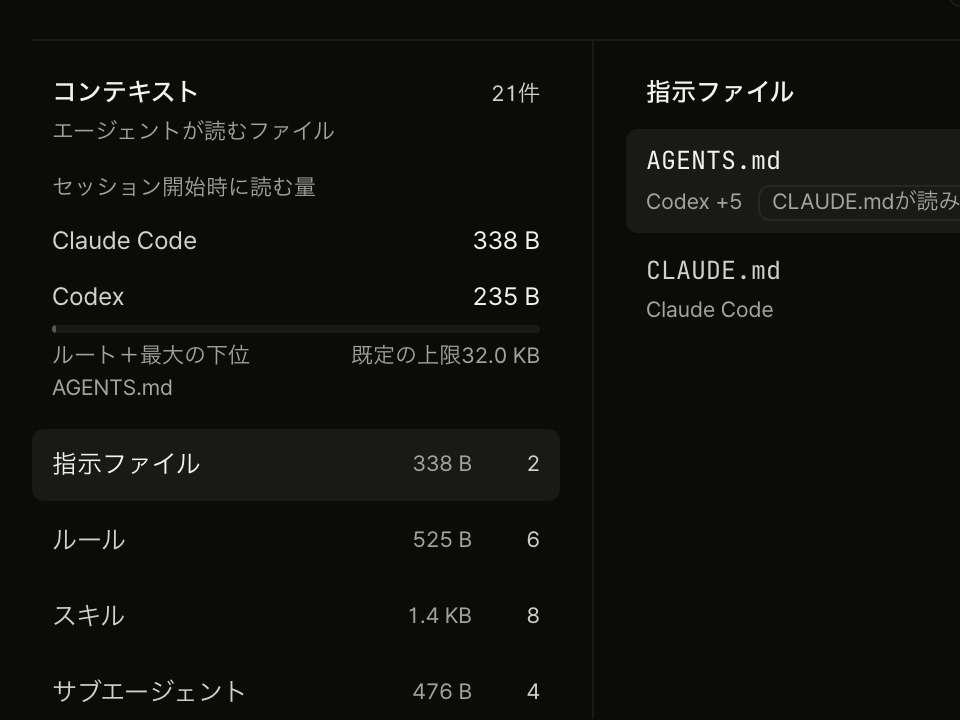 コンテキスト 21件
エージェントが読むファイル
セッション開始時に読む量
Claude Code 338 B
Codex 235 B
ルート＋最大の下位 既定の上限32.0 KB
AGENTS.md
指示ファイル 338 B 2
ルール 525 B 6
スキル 1.4 KB 8
サブエージェント 476 B 4
指示ファイル
AGENTS.md
Codex +5 CLAUDE.mdが読み
CLAUDE.md
Claude Code